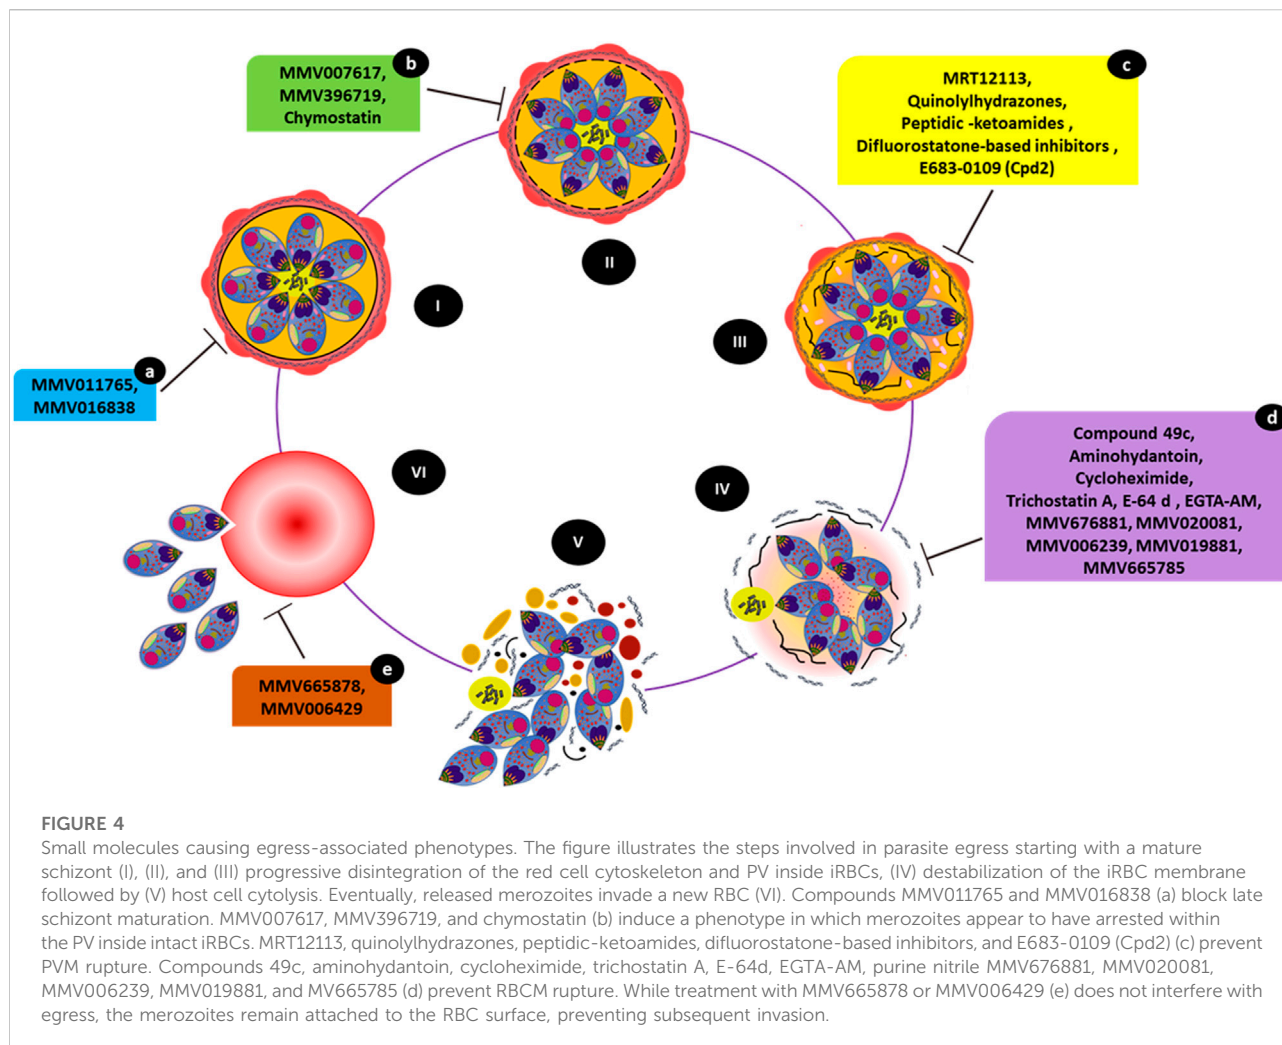 b
MMV007617,
MMV396719,
Chymostatin
c
MRT12113,
Quinolylhydrazones,
Peptidic -ketoamides ,
Difluorostatone-based inhibitors ,
E683-0109 (Cpd2)
II
I
III
a
MMV011765,
MMV016838
d
Compound 49c,
Aminohydantoin,
Cycloheximide,
Trichostatin A, E-64 d , EGTA-AM,
MMV676881, MMV020081,
MMV006239, MMV019881,
MMV665785
VI
IV
V
e
MMV665878,
MMV006429
FIGURE 4
Small molecules causing egress-associated phenotypes. The figure illustrates the steps involved in parasite egress starting with a mature
schizont (I), (II), and (III) progressive disintegration of the red cell cytoskeleton and PV inside iRBCs, (IV) destabilization of the iRBC membrane
followed by (V) host cell cytolysis. Eventually, released merozoites invade a new RBC (VI). Compounds MMV011765 and MMV016838 (a) block late
schizont maturation. MMV007617, MMV396719, and chymostatin (b) induce a phenotype in which merozoites appear to have arrested within
the PV inside intact iRBCs. MRT12113, quinolylhydrazones, peptidic-ketoamides, difluorostatone-based inhibitors, and E683-0109 (Cpd2) (c) prevent
PVM rupture. Compounds 49c, aminohydantoin, cycloheximide, trichostatin A, E-64d, EGTA-AM, purine nitrile MMV676881, MMV020081,
MMV006239, MMV019881, and MV665785 (d) prevent RBCM rupture. While treatment with MMV665878 or MMV006429 (e) does not interfere with
egress, the merozoites remain attached to the RBC surface, preventing subsequent invasion.